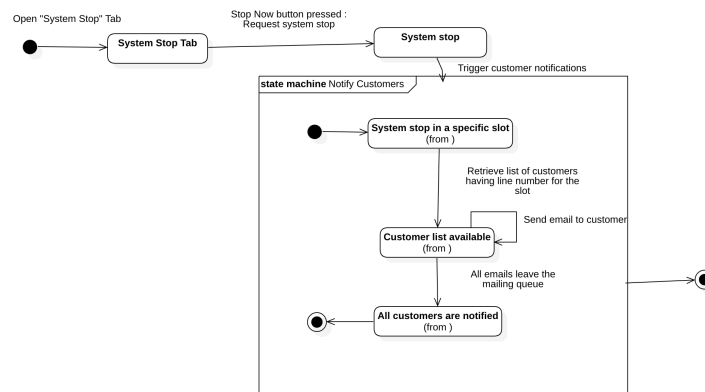 Open "System Stop" Tab
Stop Now button pressed :
Request system stop
System Stop Tab
System stop
Trigger customer notifications
state machine Notify Customers
System stop in a specific slot
(from )
Retrieve list of customers
having line number for the
slot
Send email to customer
Customer list available
(from )
All emails leave the
mailing queue
All customers are notified
(from )